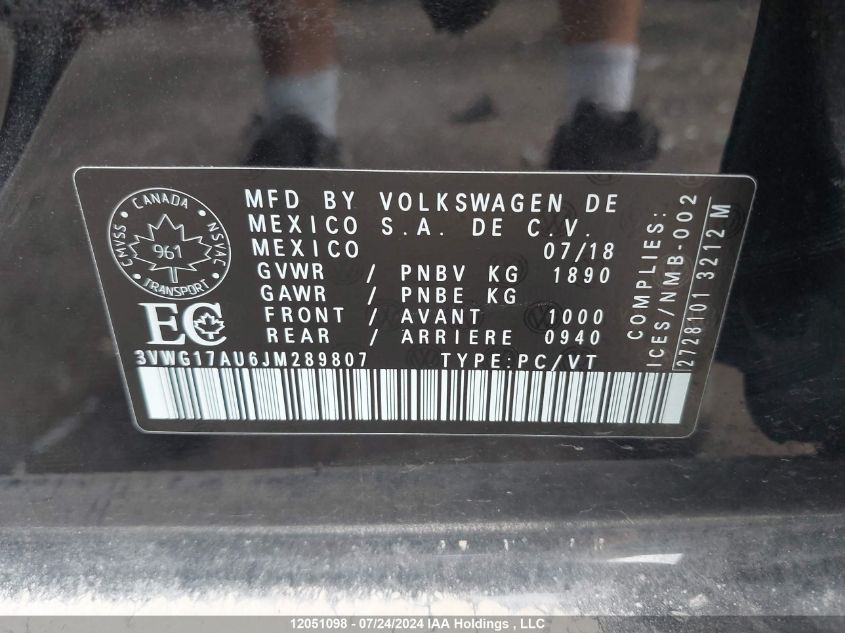 CANADA
CMVSS
NSVAC
961
TRANSPORT
EC
MFD BY VOLKSWAGEN DE
MEXICO S.A. DE C.V.
MEXICO 07/18
GVWR / PNBV KG 1890
GAWR / PNBE KG
FRONT / AVANT 1000
REAR / ARRIERE 0940
3VWG17AU6JM289807 TYPE:PC/VT
COMPLIES:
ICES/NMB-002
2728101 3212 M
12051098 - 07/24/2024 IAA Holdings, LLC